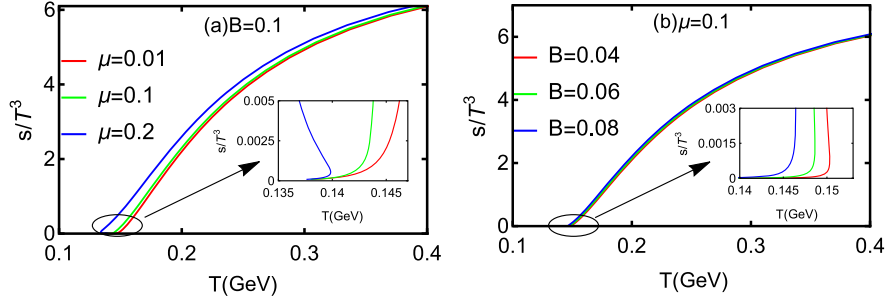 (a)B=0.1
s/T³
6
4
2
0
μ=0.01
μ=0.1
μ=0.2
s/T³
0.005
0.0025
0
0.135
0.14
0.145
T(GeV)
0.1
0.2
0.3
0.4
T(GeV)
(b)μ=0.1
s/T³
6
4
2
0
B=0.04
B=0.06
B=0.08
s/T³
0.003
0.0015
0
0.14
0.145
0.15
T(GeV)
0.1
0.2
0.3
0.4
T(GeV)